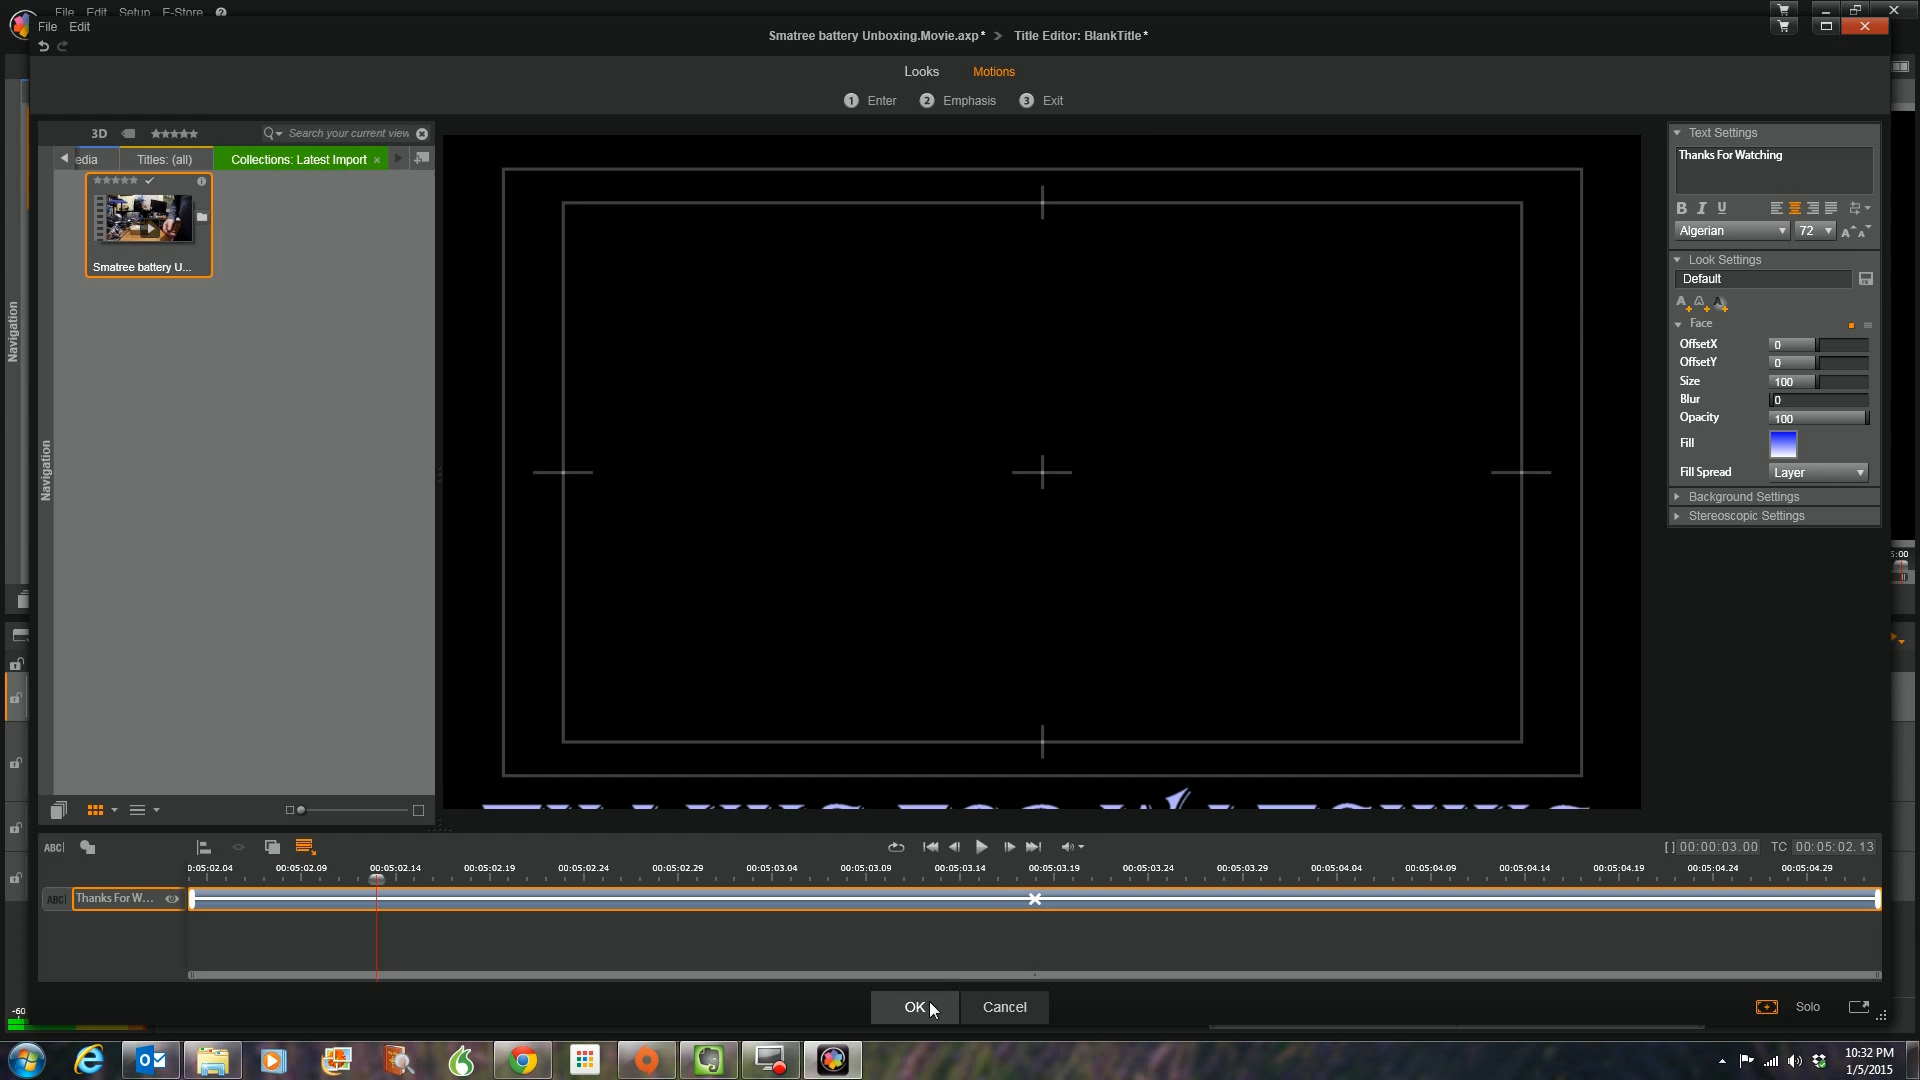 File Edit Setup E-Store ?
File Edit
Smatree battery Unboxing.Movie.axp* > Title Editor: BlankTitle*
Looks Motions
1 Enter 2 Emphasis 3 Exit
3D Search your current view
edia Titles: (all) Collections: Latest Import ×
Smatree battery U...
Navigation
Navigation
Text Settings
Thanks For Watching
B I U
Algerian 72
Look Settings
Default
Face
OffsetX 0
OffsetY 0
Size 100
Blur 0
Opacity 100
Fill
Fill Spread Layer
Background Settings
Stereoscopic Settings
5:00
ABC
[ ] 00:00:03.00 TC 00:05:02.13
0:05:02.04 00:05:02.09 00:05:02.14 00:05:02.19 00:05:02.24 00:05:02.29 00:05:03.04 00:05:03.09 00:05:03.14 00:05:03.19 00:05:03.24 00:05:03.29 00:05:04.04 00:05:04.09 00:05:04.14 00:05:04.19 00:05:04.24 00:05:04.29
ABC Thanks For W...
OK Cancel
Solo
-60
10:32 PM
1/5/2015